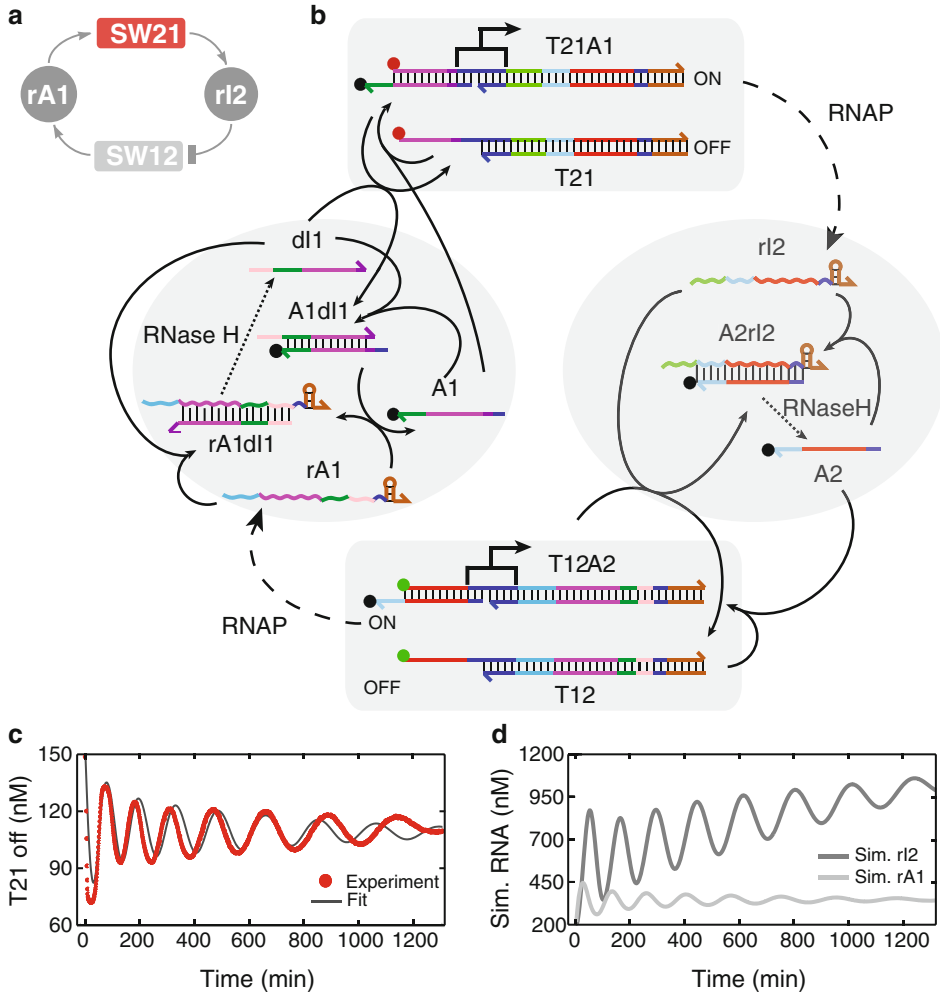 a
SW21
rA1
rI2
SW12
b
T21A1
ON
OFF
T21
RNAP
dI1
RNase H
A1dI1
A1
rA1dI1
rA1
rI2
A2rI2
RNaseH
A2
RNAP
T12A2
ON
OFF
T12
c
150
120
90
60
T21 off (nM)
Experiment
Fit
0 200 400 600 800 1000 1200
Time (min)
d
1200
950
700
450
200
Sim. RNA (nM)
Sim. rI2
Sim. rA1
0 200 400 600 800 1000 1200
Time (min)